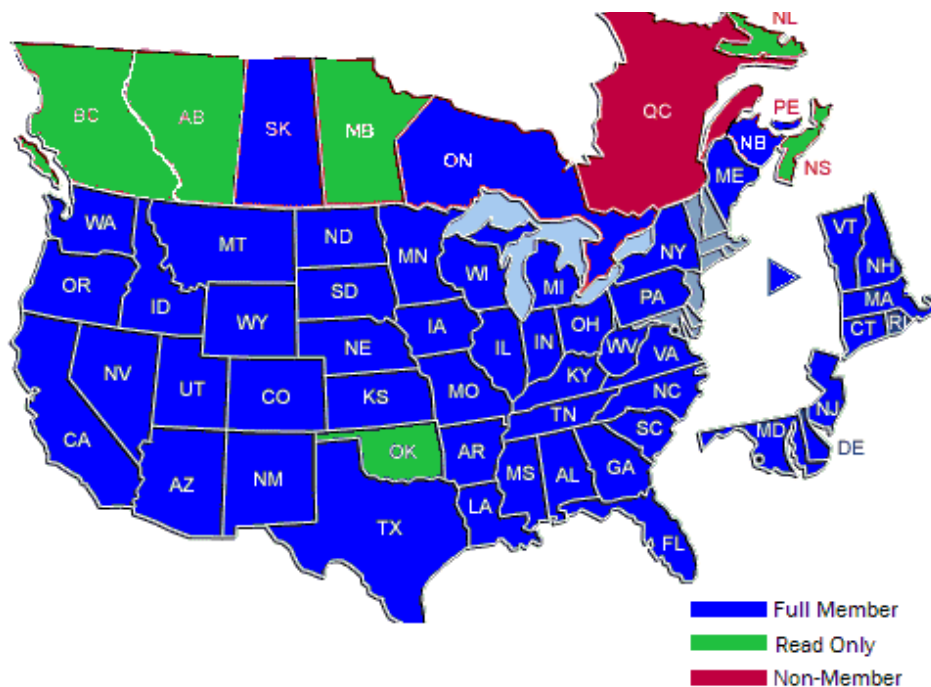 NL
BC
AB
SK
MB
ON
QC
PE
NB
NS
ME
WA
MT
ND
MN
WI
MI
NY
VT
NH
OR
ID
WY
SD
IA
PA
MA
CT
RI
NE
IL
IN
OH
WV
VA
NV
UT
CO
KS
MO
KY
NC
NJ
CA
OK
AR
TN
SC
MD
DE
AZ
NM
MS
AL
GA
TX
LA
FL
Full Member
Read Only
Non-Member